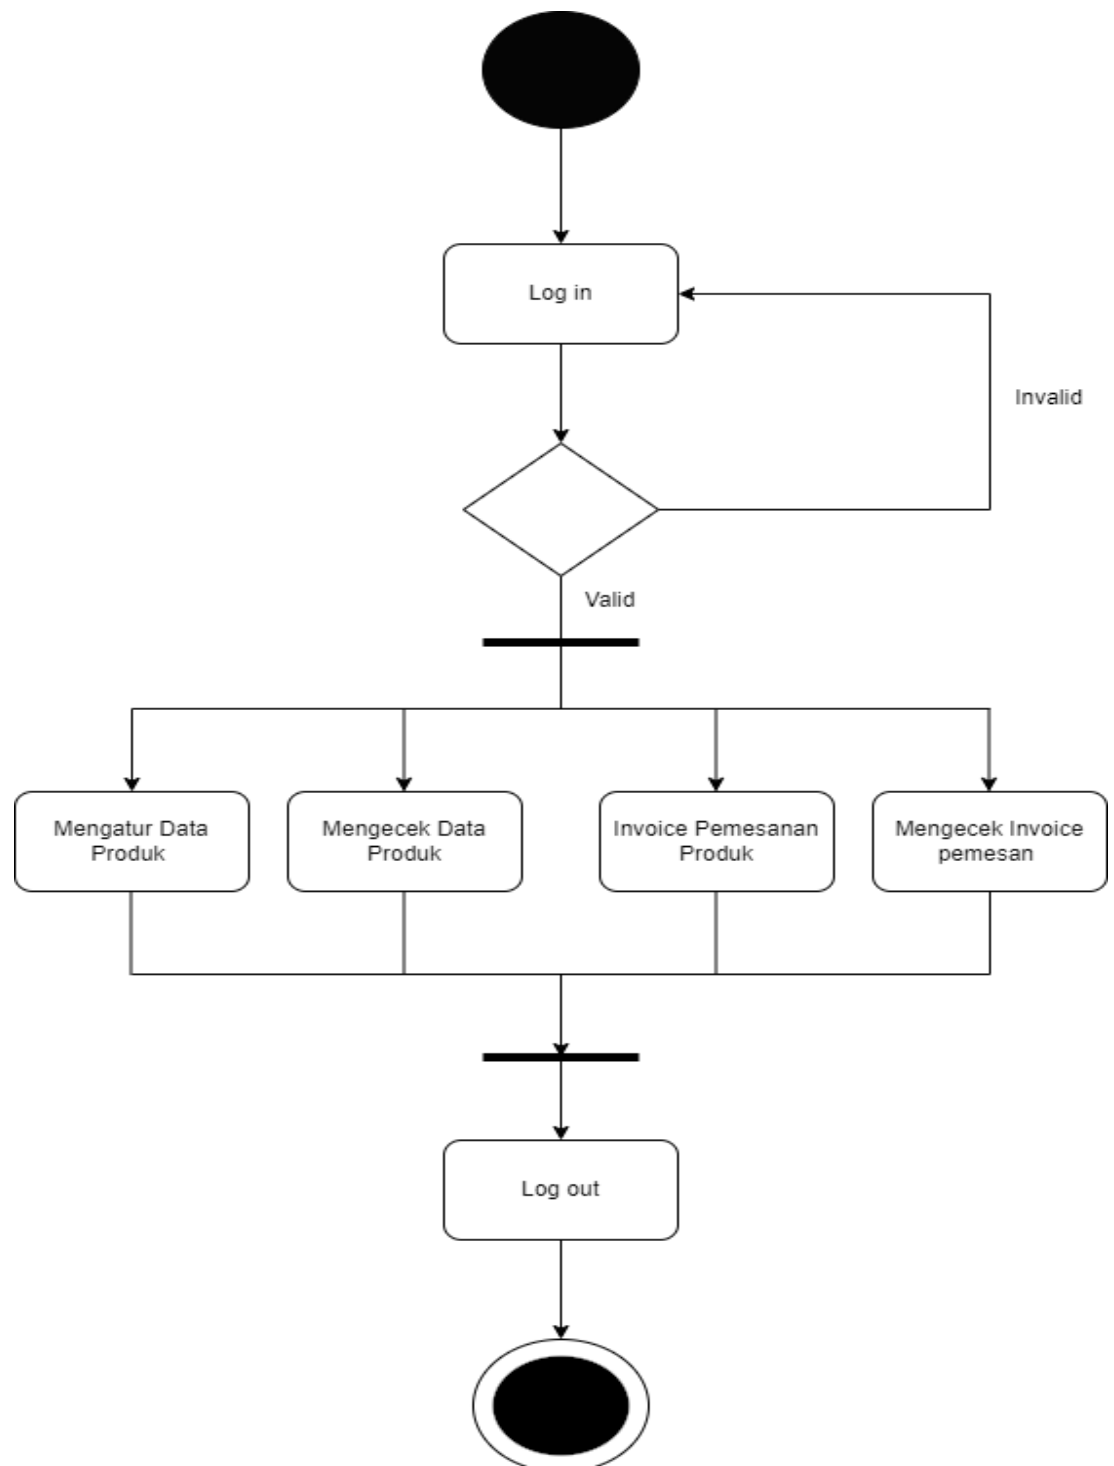 Log in
Invalid
Valid
Mengatur Data
Produk
Mengecek Data
Produk
Invoice Pemesanan
Produk
Mengecek Invoice
pemesan
Log out